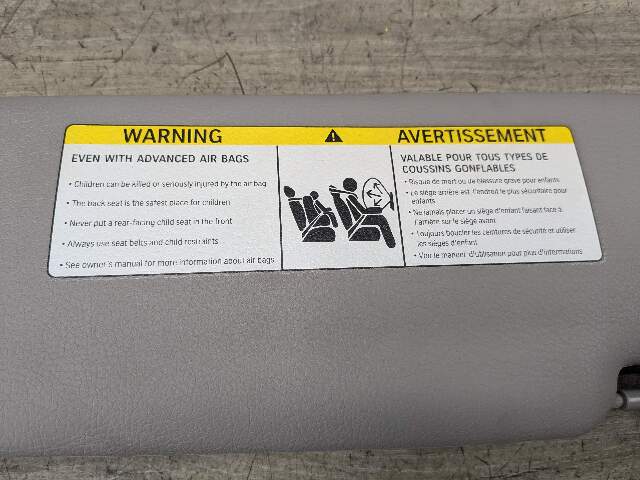 WARNING
EVEN WITH ADVANCED AIR BAGS
• Children can be killed or seriously injured by the air bag
• The back seat is the safest place for children
• Never put a rear-facing child seat in the front
• Always use seat belts and child restraints
• See owner's manual for more information about air bags
AVERTISSEMENT
VALABLE POUR TOUS TYPES DE
COUSSINS GONFLABLES
• Risque de mort ou de blessure grave pour enfants
• Le siège arrière est l'endroit le plus sécuritaire pour
enfants
• Ne jamais placer un siège d'enfant faisant face à
l'arrière sur le siège avant
• Toujours boucler les ceintures de sécurité et utiliser
les sièges d'enfant
• Voir le manuel d'utilisation pour plus d'informations